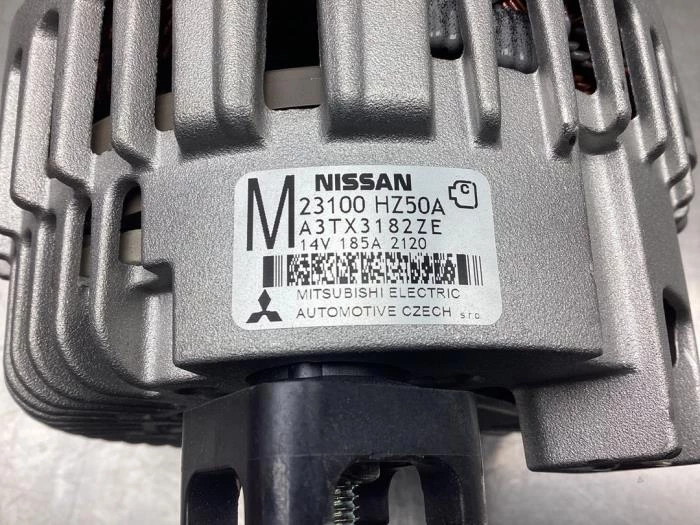 M
NISSAN
23100 HZ50A
C
A3TX3182ZE
14V 185A 2120
MITSUBISHI ELECTRIC
AUTOMOTIVE CZECH s.r.o.